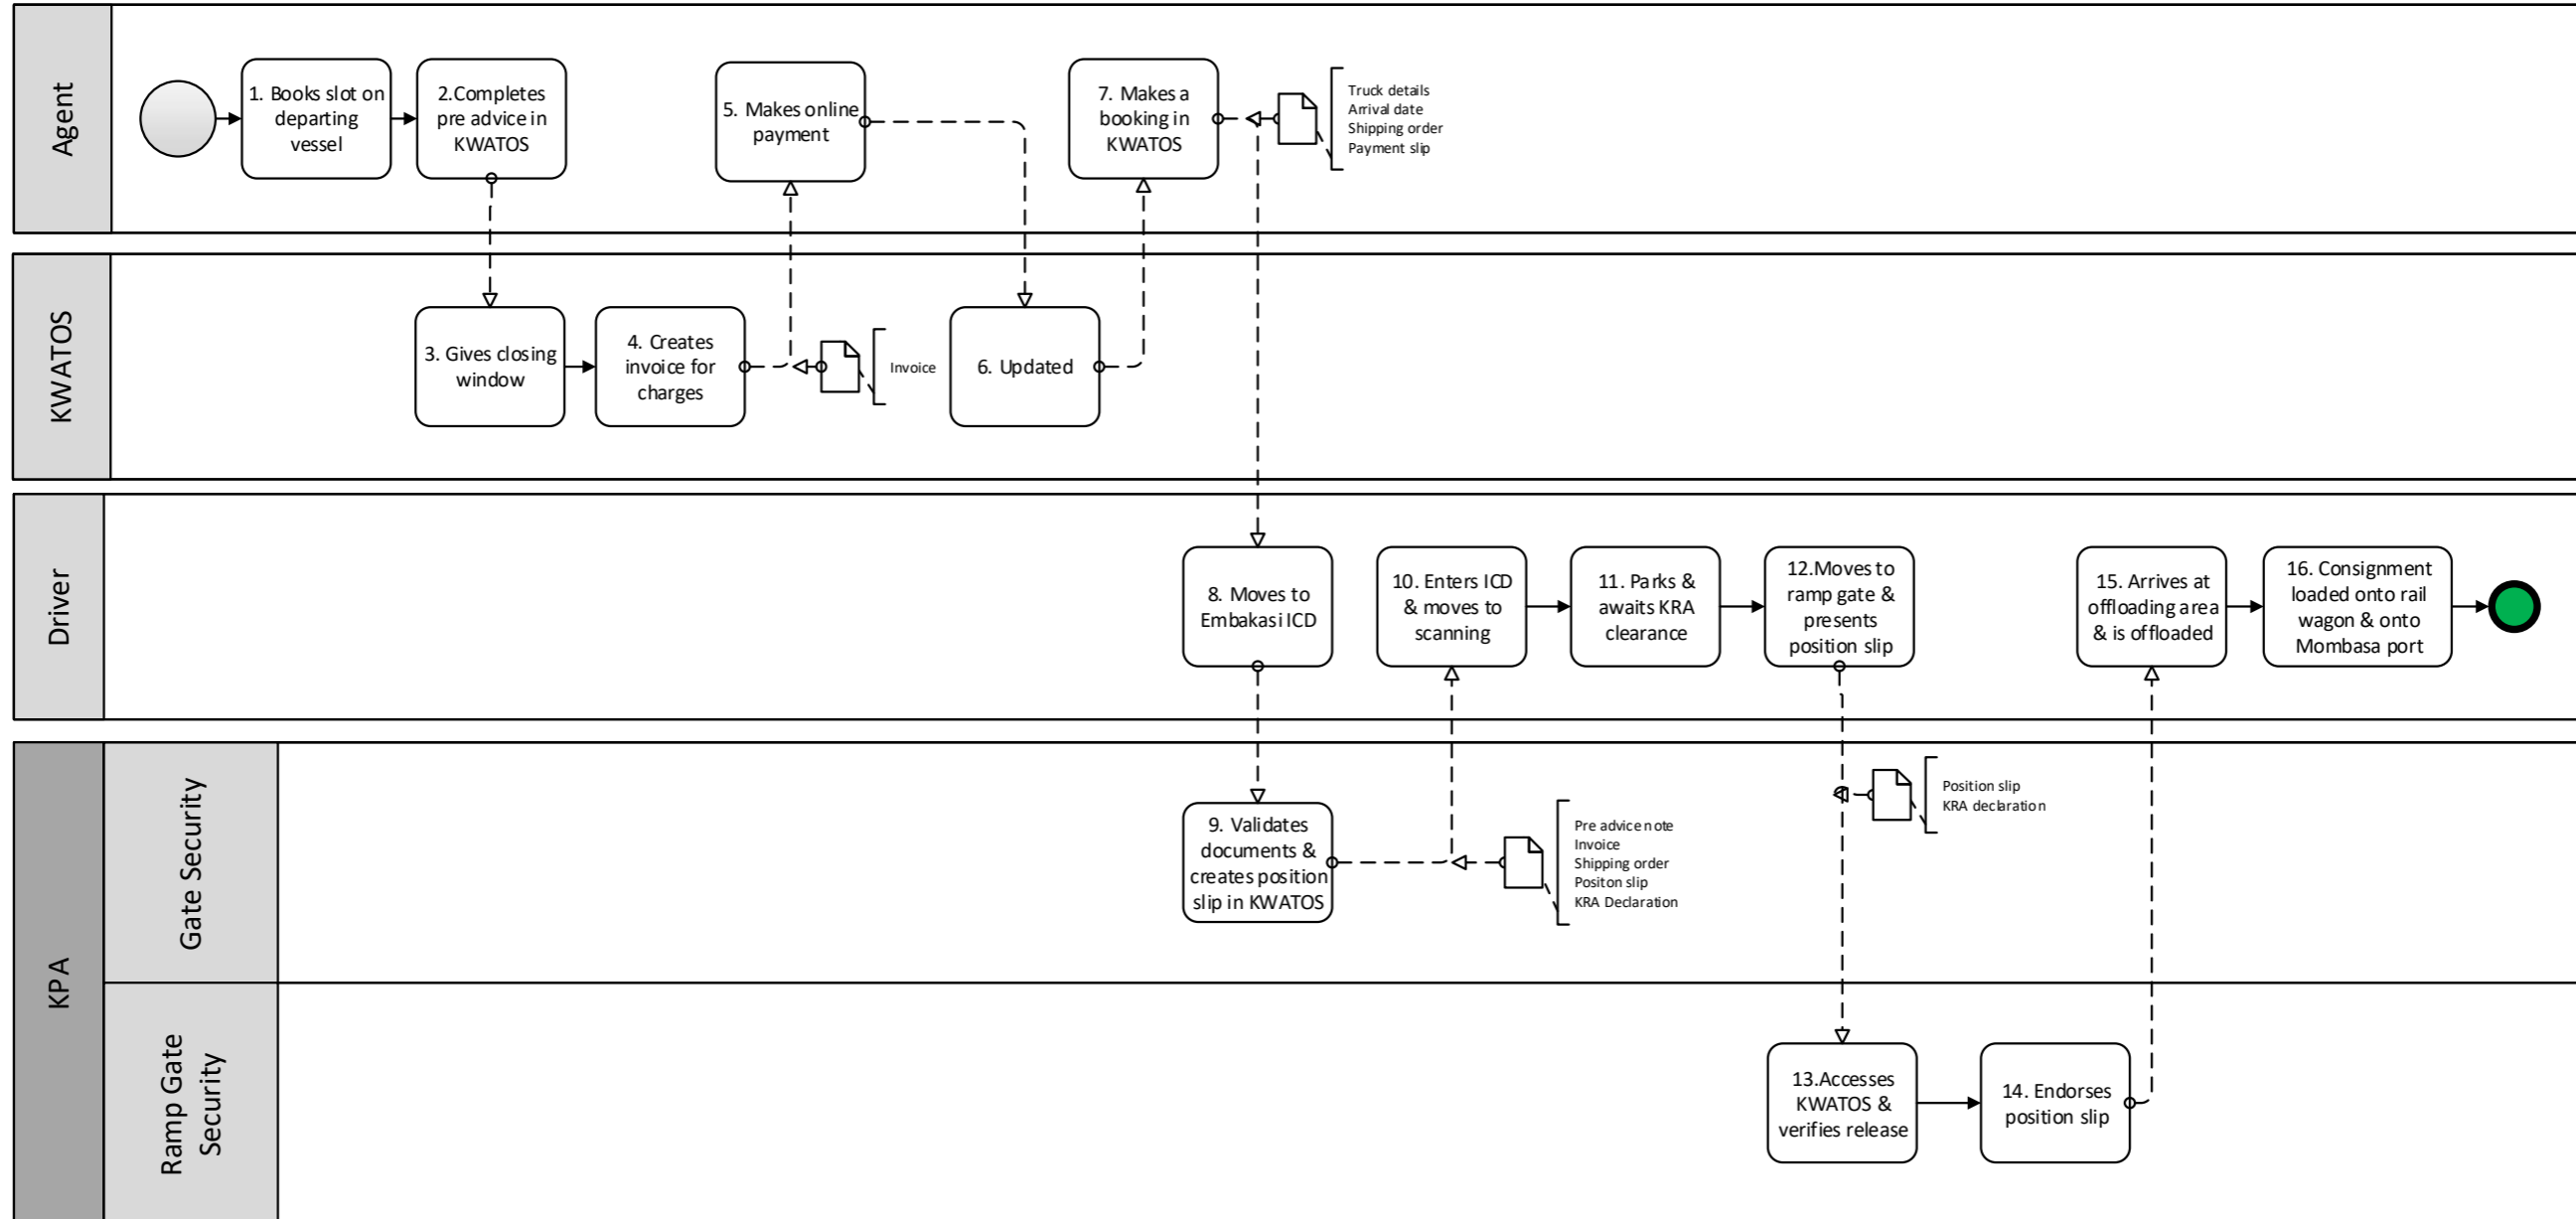 Agent
1. Books slot on
departing
vessel
2.Completes
pre advice in
KWATOS
5. Makes online
payment
7. Makes a
booking in
KWATOS
Truck details
Arrival date
Shipping order
Payment slip
KWATOS
3. Gives closing
window
4. Creates
invoice for
charges
Invoice
6. Updated
Driver
8. Moves to
Embakasi ICD
10. Enters ICD
& moves to
scanning
11. Parks &
awaits KRA
clearance
12.Moves to
ramp gate &
presents
position slip
15. Arrives at
offloading area
& is offloaded
16. Consignment
loaded onto rail
wagon & onto
Mombasa port
KPA
Gate Security
9. Validates
documents &
creates position
slip in KWATOS
Pre advice note
Invoice
Shipping order
Positon slip
KRA Declaration
Position slip
KRA declaration
Ramp Gate
Security
13.Accesses
KWATOS &
verifies release
14. Endorses
position slip